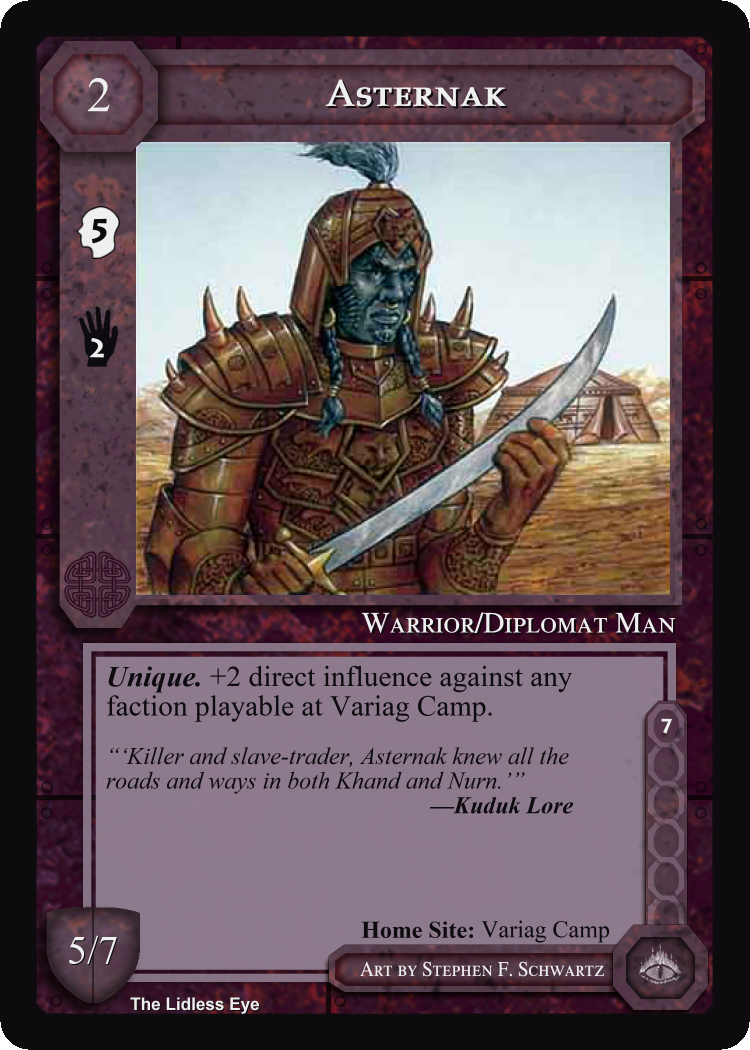 2
ASTERNAK
5
2
WARRIOR/DIPLOMAT MAN
Unique. +2 direct influence against any
faction playable at Variag Camp.
7
“‘Killer and slave-trader, Asternak knew all the
roads and ways in both Khand and Nurn.’”
—Kuduk Lore
Home Site: Variag Camp
5/7
ART BY STEPHEN F. SCHWARTZ
The Lidless Eye